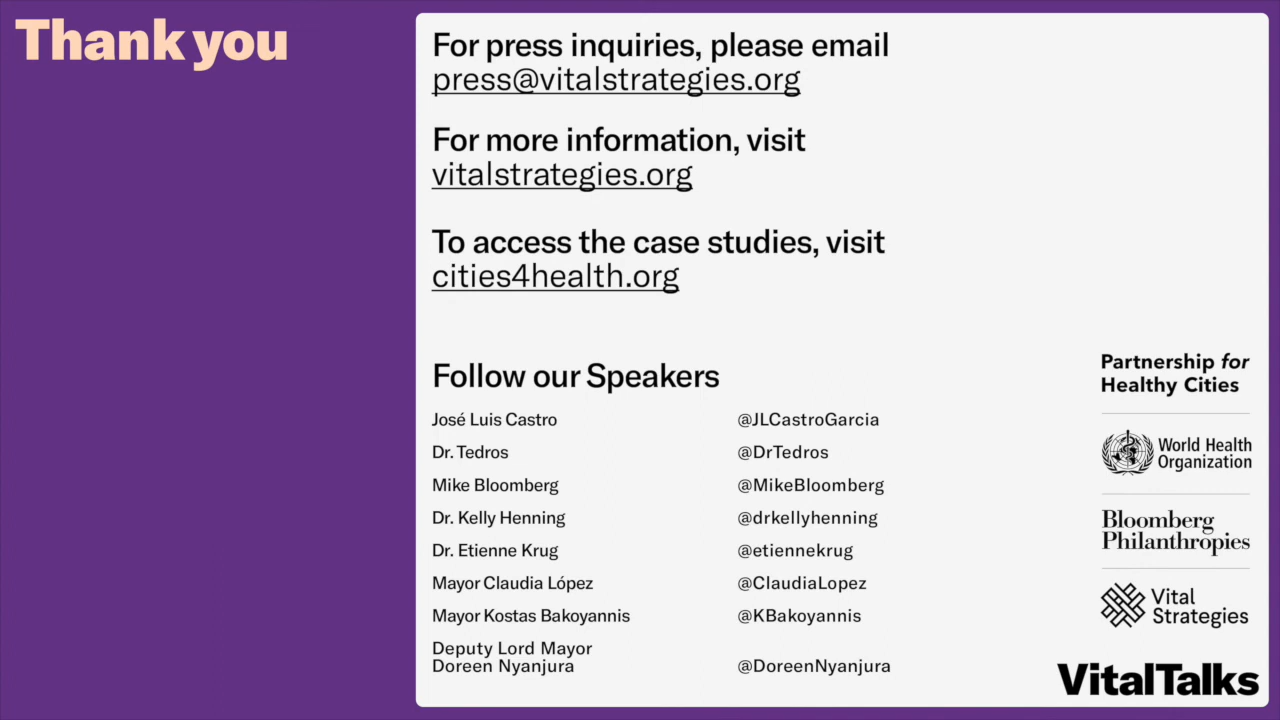 Thank you
For press inquiries, please email
press@vitalstrategies.org
For more information, visit
vitalstrategies.org
To access the case studies, visit
cities4health.org
Follow our Speakers
José Luis Castro @JLCastroGarcia
Dr. Tedros @DrTedros
Mike Bloomberg @MikeBloomberg
Dr. Kelly Henning @drkellyhenning
Dr. Etienne Krug @etiennekrug
Mayor Claudia López @ClaudiaLopez
Mayor Kostas Bakoyannis @KBakoyannis
Deputy Lord Mayor
Doreen Nyanjura @DoreenNyanjura
Partnership for
Healthy Cities
World Health
Organization
Bloomberg
Philanthropies
Vital
Strategies
VitalTalks